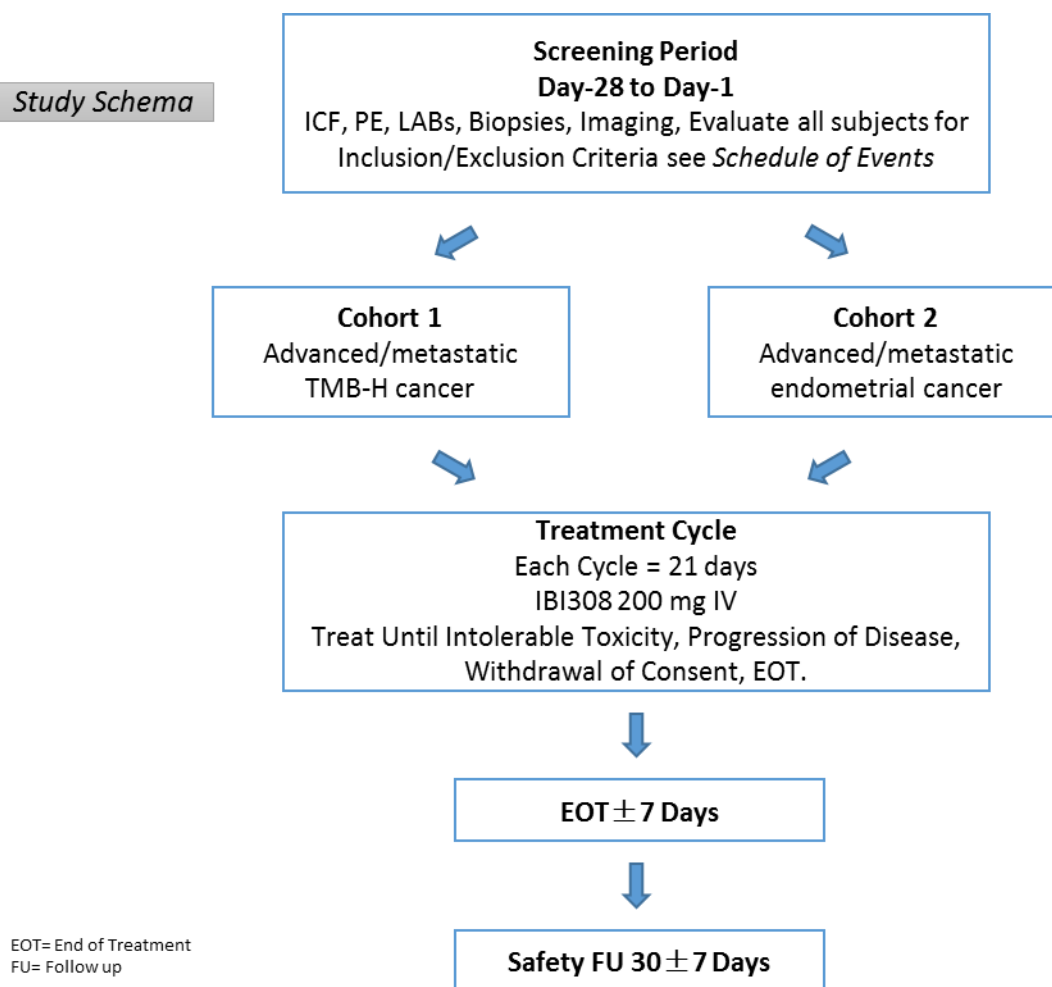 Study Schema
Screening Period
Day-28 to Day-1
ICF, PE, LABs, Biopsies, Imaging, Evaluate all subjects for
Inclusion/Exclusion Criteria see Schedule of Events
Cohort 1
Advanced/metastatic
TMB-H cancer
Cohort 2
Advanced/metastatic
endometrial cancer
Treatment Cycle
Each Cycle = 21 days
IBI308 200 mg IV
Treat Until Intolerable Toxicity, Progression of Disease,
Withdrawal of Consent, EOT.
EOT±7 Days
Safety FU 30±7 Days
EOT= End of Treatment
FU= Follow up